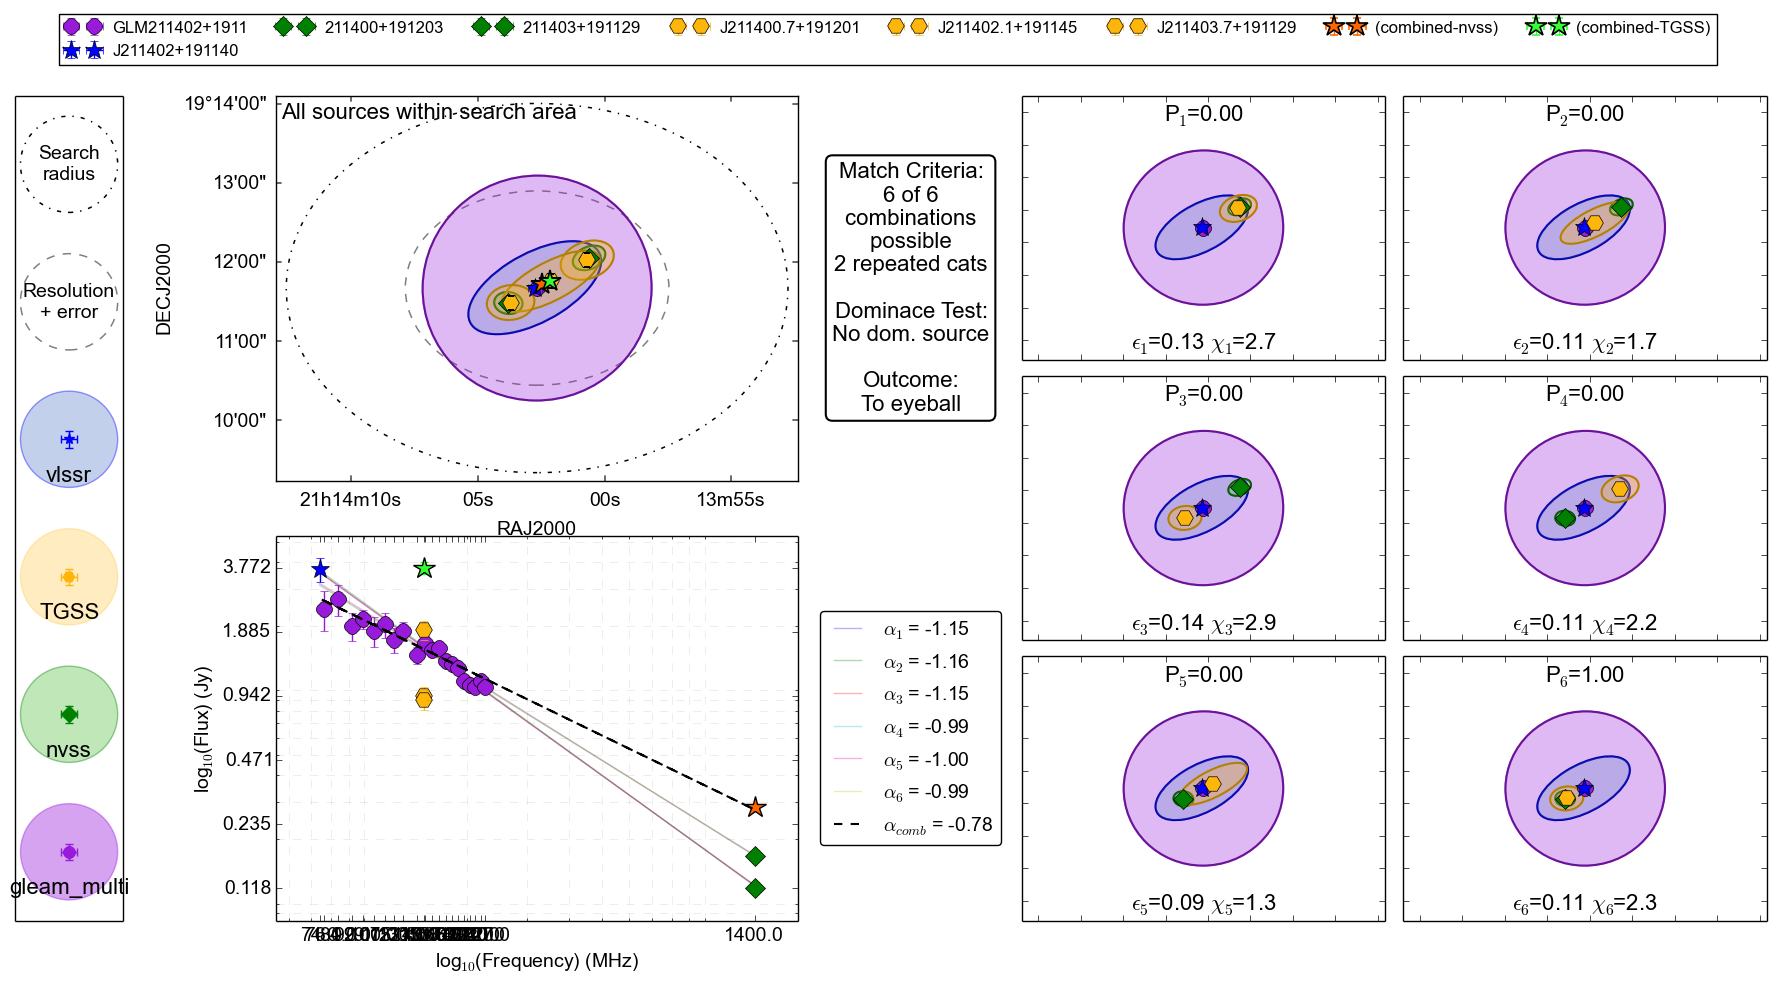 GLM211402+1911
211400+191203
211403+191129
J211400.7+191201
J211402.1+191145
J211403.7+191129
(combined-nvss)
(combined-TGSS)
J211402+191140
Search
radius
Resolution
+ error
vlssr
TGSS
nvss
gleam_multi
All sources within search area
DECJ2000
19°14'00"
13'00"
12'00"
11'00"
10'00"
21h14m10s
05s
00s
13m55s
RAJ2000
Match Criteria:
6 of 6
combinations
possible
2 repeated cats
Dominace Test:
No dom. source
Outcome:
To eyeball
log10(Flux) (Jy)
3.772
1.885
0.942
0.471
0.235
0.118
1400.0
log10(Frequency) (MHz)
α1 = -1.15
α2 = -1.16
α3 = -1.15
α4 = -0.99
α5 = -1.00
α6 = -0.99
αcomb = -0.78
P1=0.00
ϵ1=0.13 χ1=2.7
P2=0.00
ϵ2=0.11 χ2=1.7
P3=0.00
ϵ3=0.14 χ3=2.9
P4=0.00
ϵ4=0.11 χ4=2.2
P5=0.00
ϵ5=0.09 χ5=1.3
P6=1.00
ϵ6=0.11 χ6=2.3